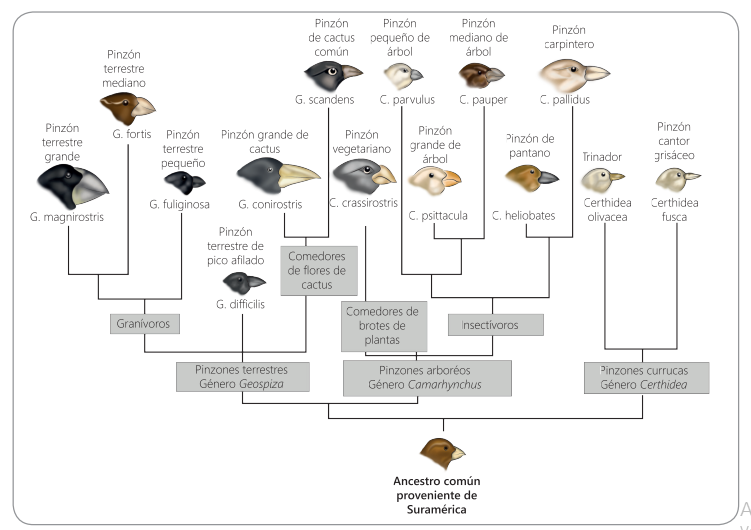 Pinzón
de cactus
común
G. scandens
Pinzón
pequeño de
árbol
C. parvulus
Pinzón
mediano de
árbol
C. pauper
Pinzón
carpintero
C. pallidus
Pinzón
terrestre
mediano
G. fortis
Pinzón
terrestre
grande
G. magnirostris
Pinzón
terrestre
pequeño
G. fuliginosa
Pinzón grande de
cactus
G. conirostris
Pinzón
vegetariano
C. crassirostris
Pinzón
grande de
árbol
C. psittacula
Pinzón de
pantano
C. heliobates
Trinador
Certhidea
olivacea
Pinzón
cantor
grisáceo
Certhidea
fusca
Pinzón
terrestre de
pico afilado
G. difficilis
Comedores
de flores de
cactus
Granívoros
Comedores de
brotes de
plantas
Insectívoros
Pinzones terrestres
Género Geospiza
Pinzones arboréos
Género Camarhynchus
Pinzones currucas
Género Certhidea
Ancestro común
proveniente de
Suramérica